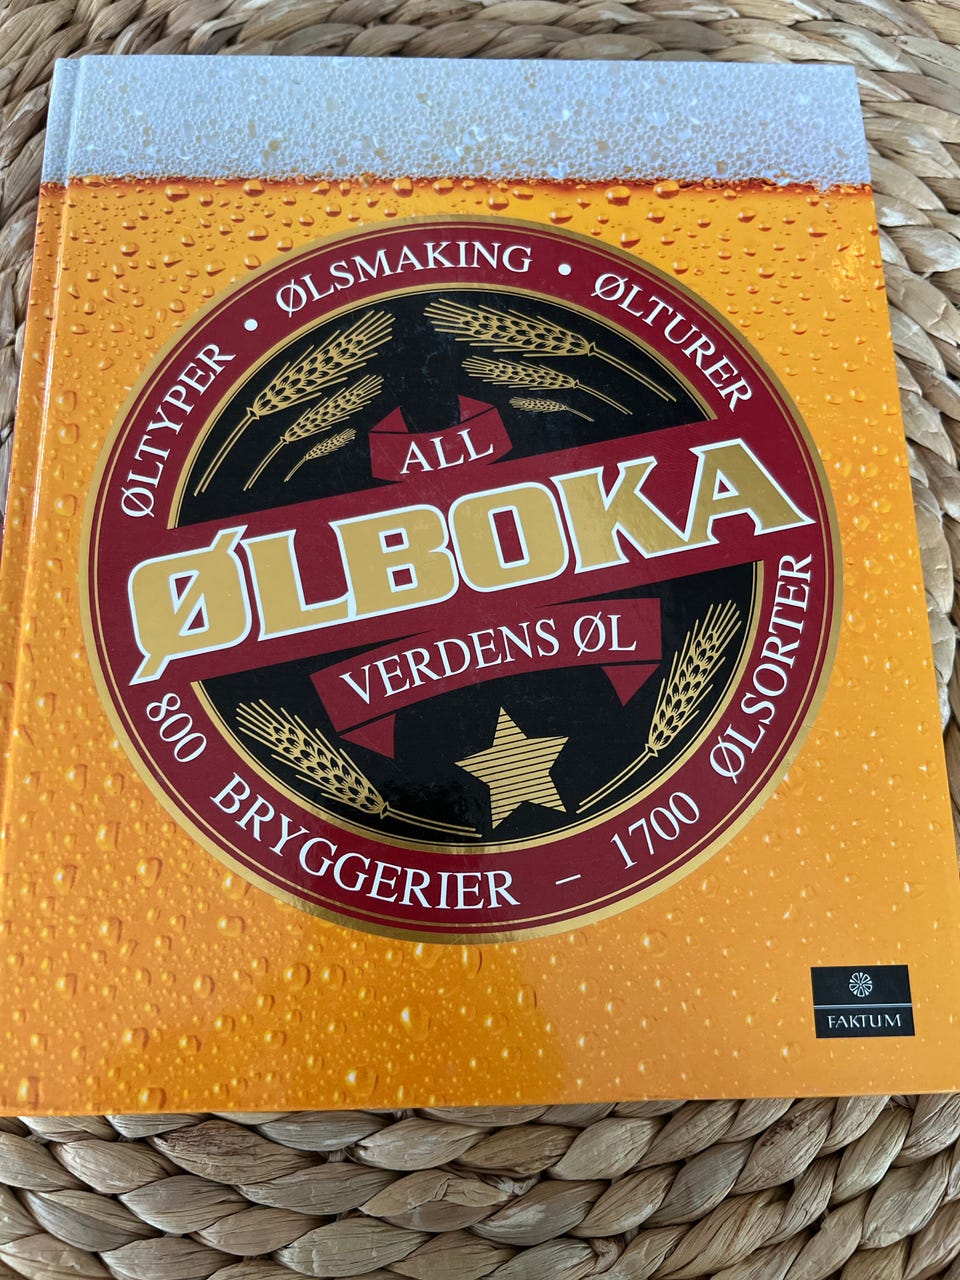 ØLTYPER • ØLSMAKING • ØLTURER
ALL
ØLBOKA
VERDENS ØL
800 BRYGGERIER – 1700 ØLSORTER
FAKTUM